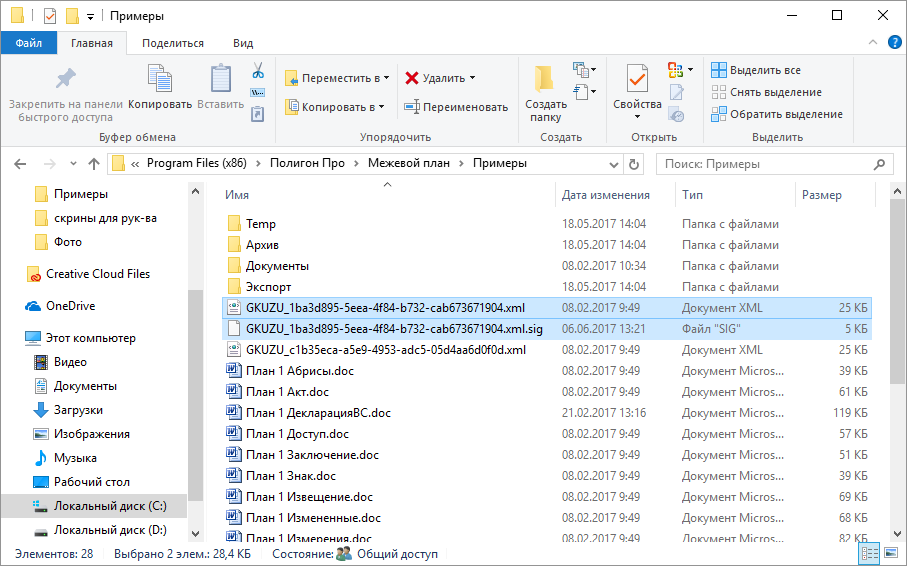 Примеры
Файл Главная Поделиться Вид
Закрепить на панели быстрого доступа
Копировать
Вставить
Буфер обмена
Переместить в
Копировать в
Удалить
Переименовать
Упорядочить
Создать папку
Создать
Свойства
Открыть
Выделить все
Снять выделение
Обратить выделение
Выделить
« Program Files (x86) > Полигон Про > Межевой план > Примеры
Поиск: Примеры
Примеры
скрины для рук-ва
Фото
Creative Cloud Files
OneDrive
Этот компьютер
Видео
Документы
Загрузки
Изображения
Музыка
Рабочий стол
Локальный диск (C:)
Локальный диск (D:)
Имя Дата изменения Тип Размер
Temp 18.05.2017 14:04 Папка с файлами
Архив 18.05.2017 14:04 Папка с файлами
Документы 08.02.2017 10:34 Папка с файлами
Экспорт 18.05.2017 14:04 Папка с файлами
GKUZU_1ba3d895-5eea-4f84-b732-cab673671904.xml 08.02.2017 9:49 Документ XML 25 КБ
GKUZU_1ba3d895-5eea-4f84-b732-cab673671904.xml.sig 06.06.2017 13:21 Файл "SIG" 5 КБ
GKUZU_c1b35eca-a5e9-4953-adc5-05d4aa6d0f0d.xml 08.02.2017 9:49 Документ XML 25 КБ
План 1 Абрисы.doc 08.02.2017 9:49 Документ Micros... 39 КБ
План 1 Акт.doc 08.02.2017 9:49 Документ Micros... 61 КБ
План 1 ДекларацияВС.doc 21.02.2017 13:16 Документ Micros... 119 КБ
План 1 Доступ.doc 08.02.2017 9:49 Документ Micros... 57 КБ
План 1 Заключение.doc 08.02.2017 9:49 Документ Micros... 51 КБ
План 1 Знак.doc 08.02.2017 9:49 Документ Micros... 39 КБ
План 1 Извещение.doc 08.02.2017 9:49 Документ Micros... 69 КБ
План 1 Измененные.doc 08.02.2017 9:49 Документ Micros... 68 КБ
План 1 Измерения.doc 08.02.2017 9:49 Документ Micros... 82 КБ
Элементов: 28 Выбрано 2 элем.: 28,4 КБ Состояние: Общий доступ